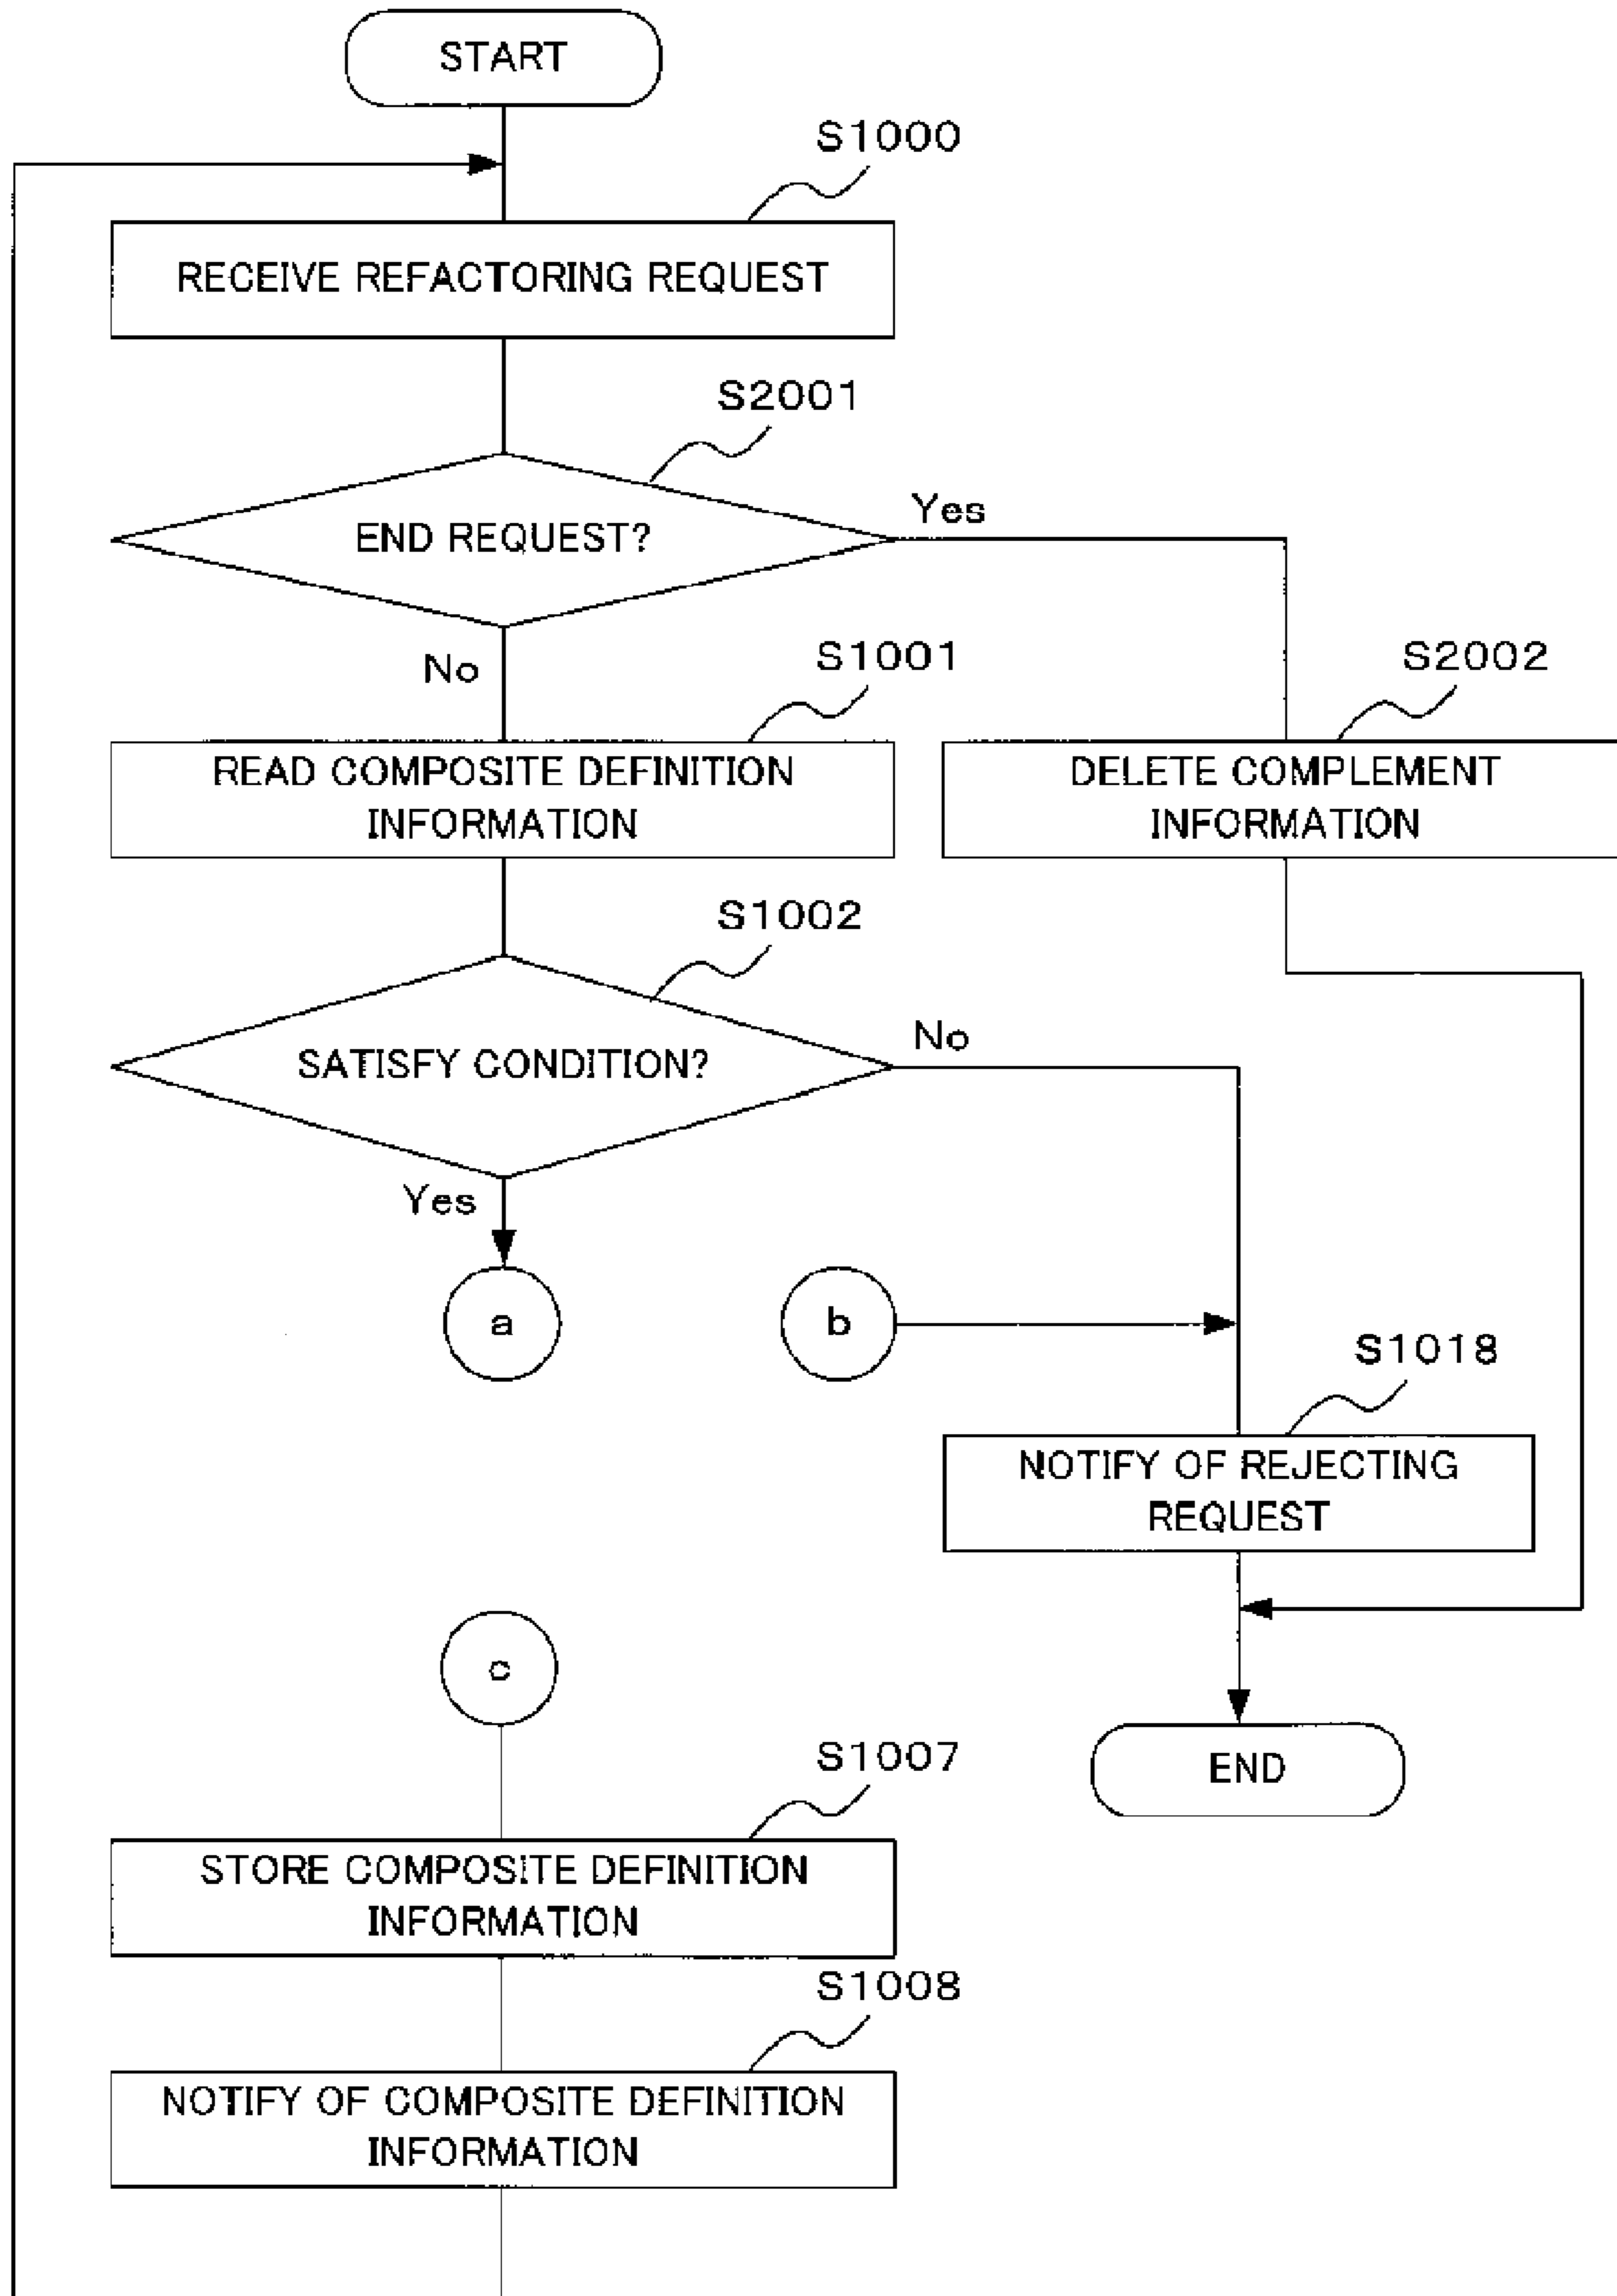 START
S1000
RECEIVE REFACTORING REQUEST
S2001
END REQUEST?
Yes
No
S1001
READ COMPOSITE DEFINITION
INFORMATION
S2002
DELETE COMPLEMENT
INFORMATION
S1002
SATISFY CONDITION?
No
Yes
a
b
S1018
NOTIFY OF REJECTING
REQUEST
c
END
S1007
STORE COMPOSITE DEFINITION
INFORMATION
S1008
NOTIFY OF COMPOSITE DEFINITION
INFORMATION